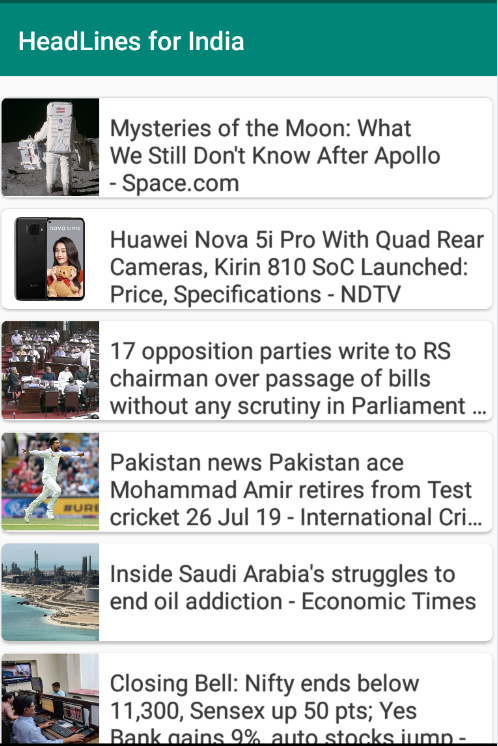 HeadLines for India
Mysteries of the Moon: What
We Still Don't Know After Apollo
- Space.com
Huawei Nova 5i Pro With Quad Rear
Cameras, Kirin 810 SoC Launched:
Price, Specifications - NDTV
17 opposition parties write to RS
chairman over passage of bills
without any scrutiny in Parliament ...
Pakistan news Pakistan ace
Mohammad Amir retires from Test
cricket 26 Jul 19 - International Cri...
Inside Saudi Arabia's struggles to
end oil addiction - Economic Times
Closing Bell: Nifty ends below
11,300, Sensex up 50 pts; Yes
Bank gains 9%, auto stocks jump -